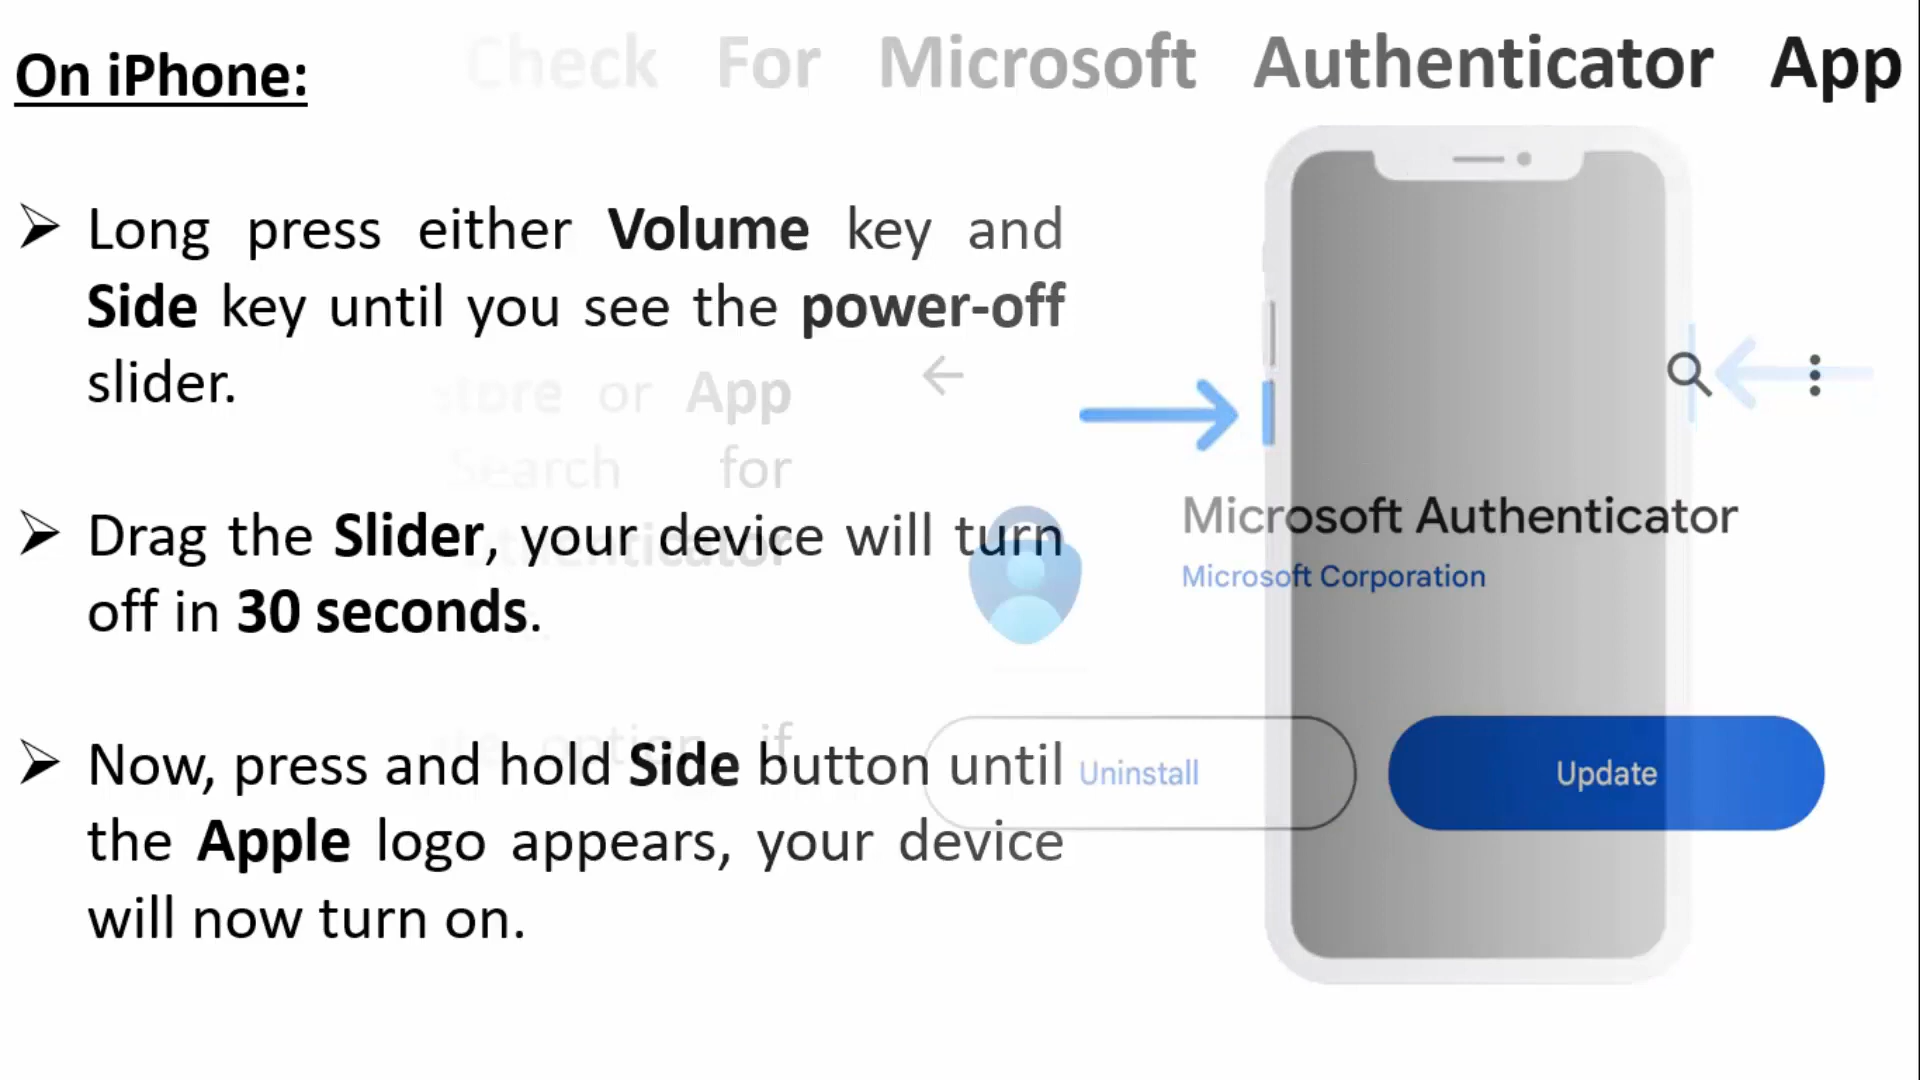 On iPhone:
Check For Microsoft Authenticator App
Long press either Volume key and
Side key until you see the power-off
slider.
Store or App
Search for
Drag the Slider, your device will turn
Authenticator
off in 30 seconds.
Microsoft Authenticator
Microsoft Corporation
option, if
Now, press and hold Side button until
the Apple logo appears, your device
will now turn on.
Uninstall
Update